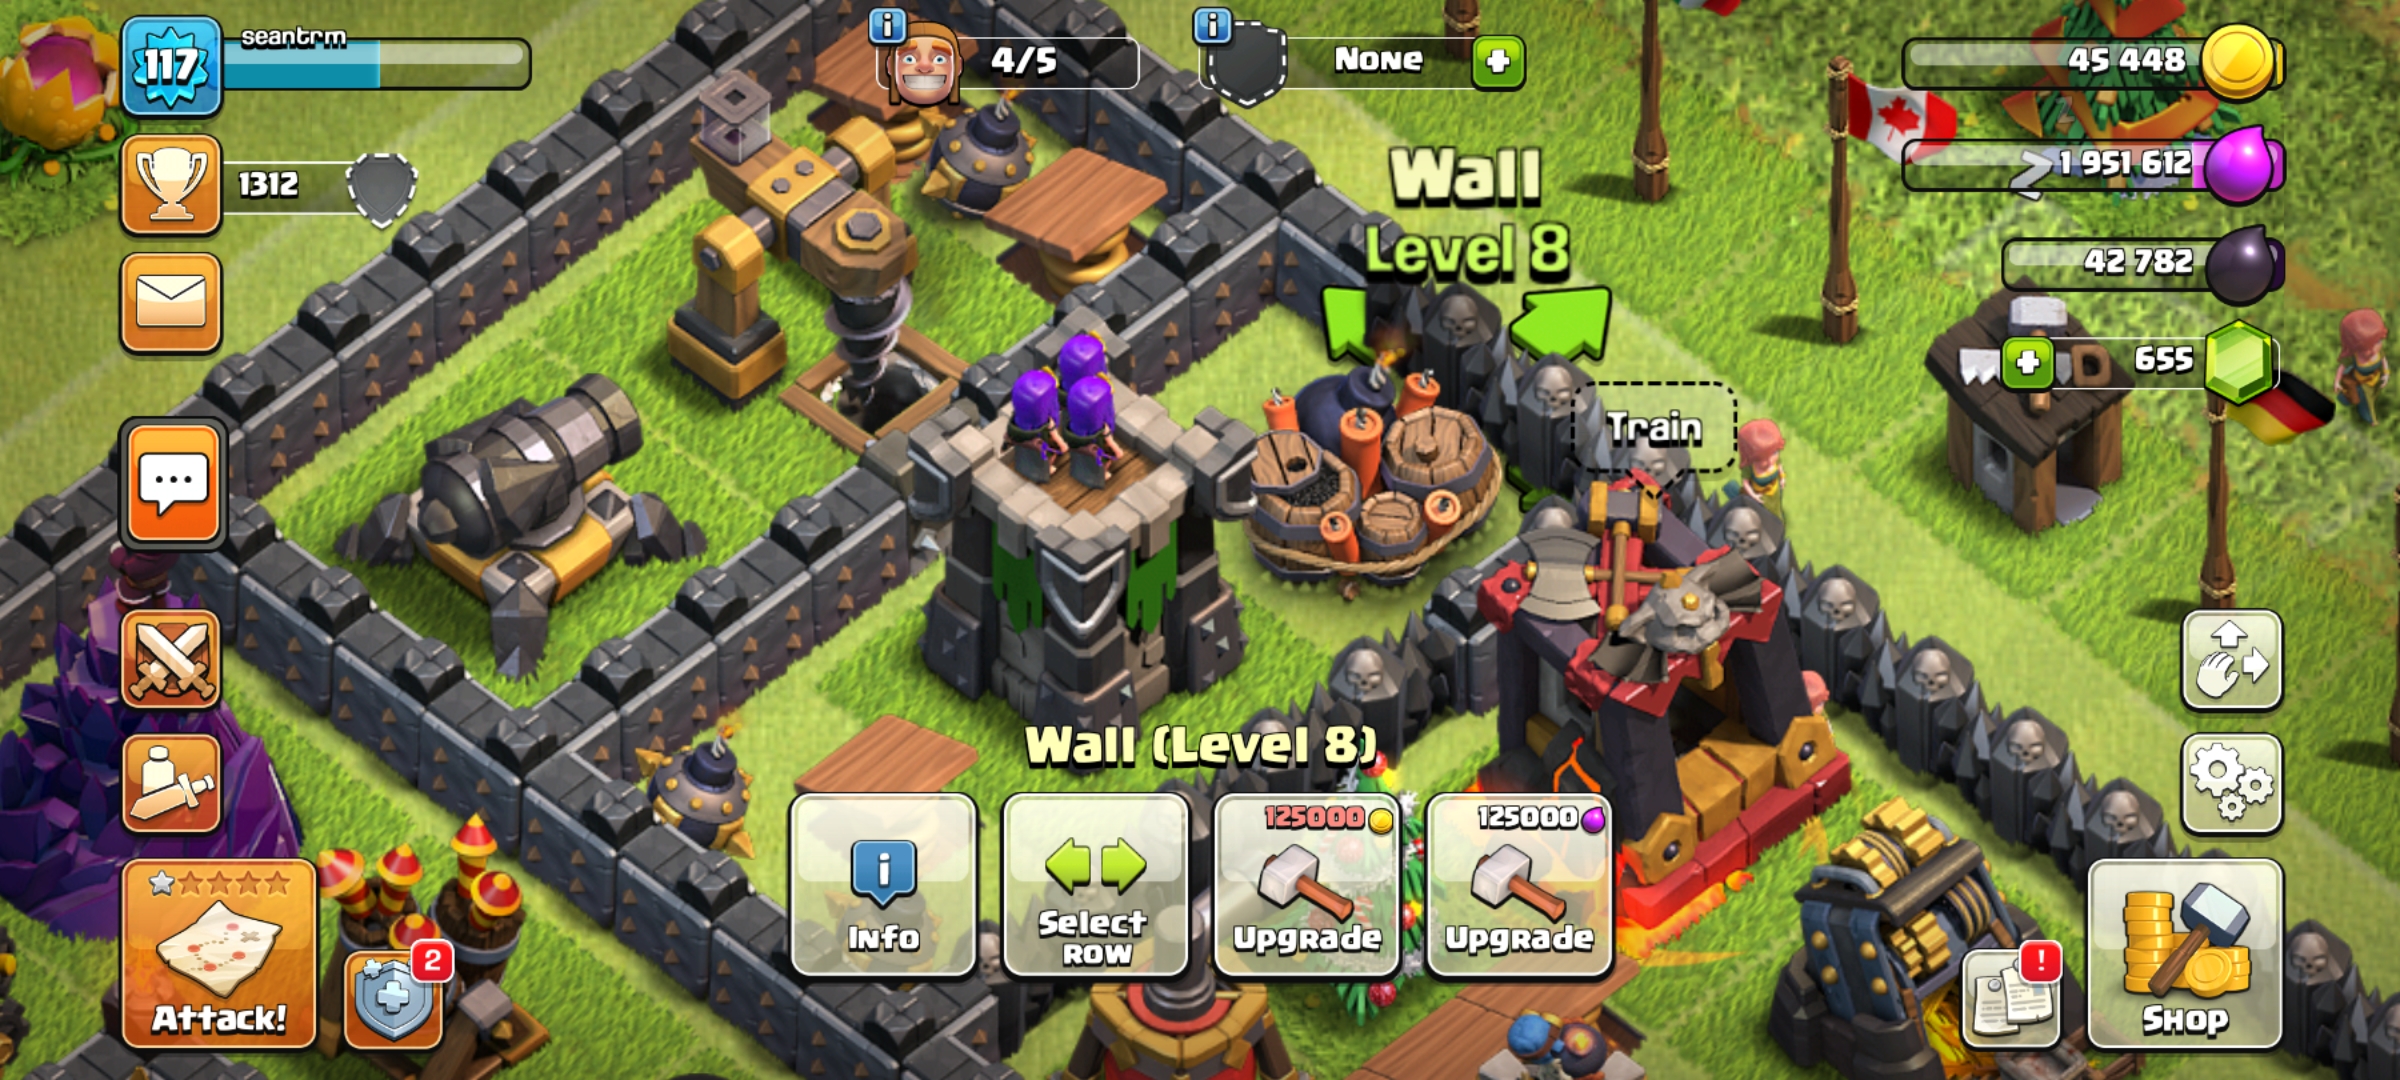 117
seantrm
4/5
None
45 448
1312
1 951 612
Wall
Level 8
42 782
655
Train
Wall (Level 8)
125000
125000
Info
Select
Row
Upgrade
Upgrade
2
!
Attack!
Shop